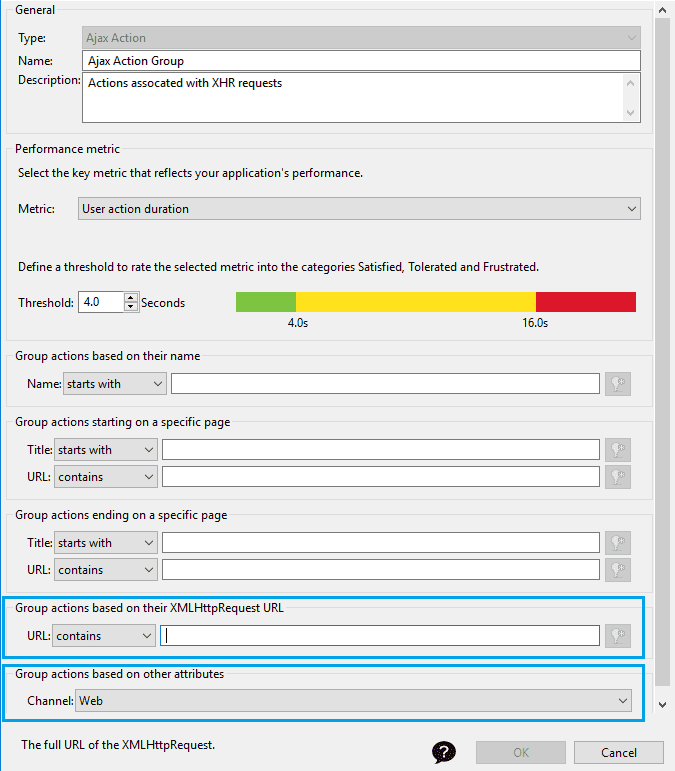 General
Type: Ajax Action
Name: Ajax Action Group
Description: Actions assocated with XHR requests
Performance metric
Select the key metric that reflects your application's performance.
Metric: User action duration
Define a threshold to rate the selected metric into the categories Satisfied, Tolerated and Frustrated.
Threshold: 4.0 Seconds
4.0s 16.0s
Group actions based on their name
Name: starts with
Group actions starting on a specific page
Title: starts with
URL: contains
Group actions ending on a specific page
Title: starts with
URL: contains
Group actions based on their XMLHttpRequest URL
URL: contains
Group actions based on other attributes
Channel: Web
The full URL of the XMLHttpRequest.
? OK Cancel